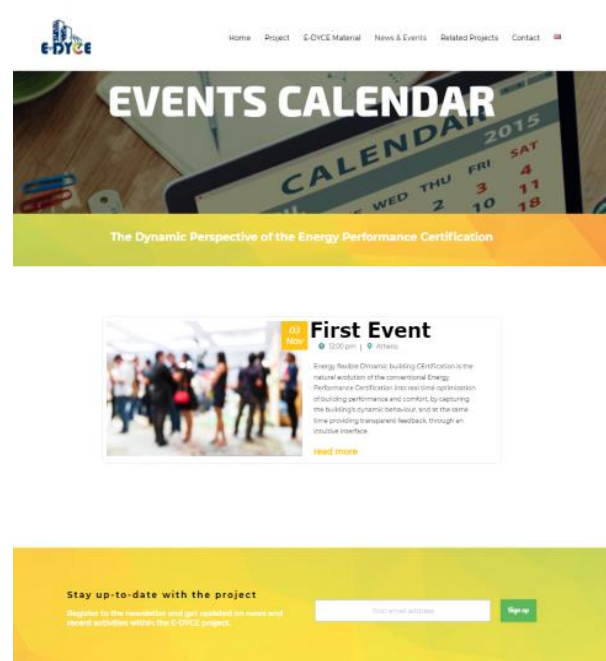 E-DYCE
Home Project E-DYCE Material News & Events Related Projects Contact
EVENTS CALENDAR
CALENDAR
2015
WED THU FRI SAT
2 3 4
10 11
18
The Dynamic Perspective of the Energy Performance Certification
03
Nov
First Event
12:00 pm | Athens
Energy flexible DYnamic building CErtification is the
natural evolution of the conventional Energy
Performance Certification into real time optimization
of building performance and comfort, by capturing
the building's dynamic behaviour, and at the same
time providing transparent feedback, through an
intuitive interface.
read more
Stay up-to-date with the project
Register to the newsletter and get updated on news and
recent activities within the E-DYCE project.
Your email address
Sign up